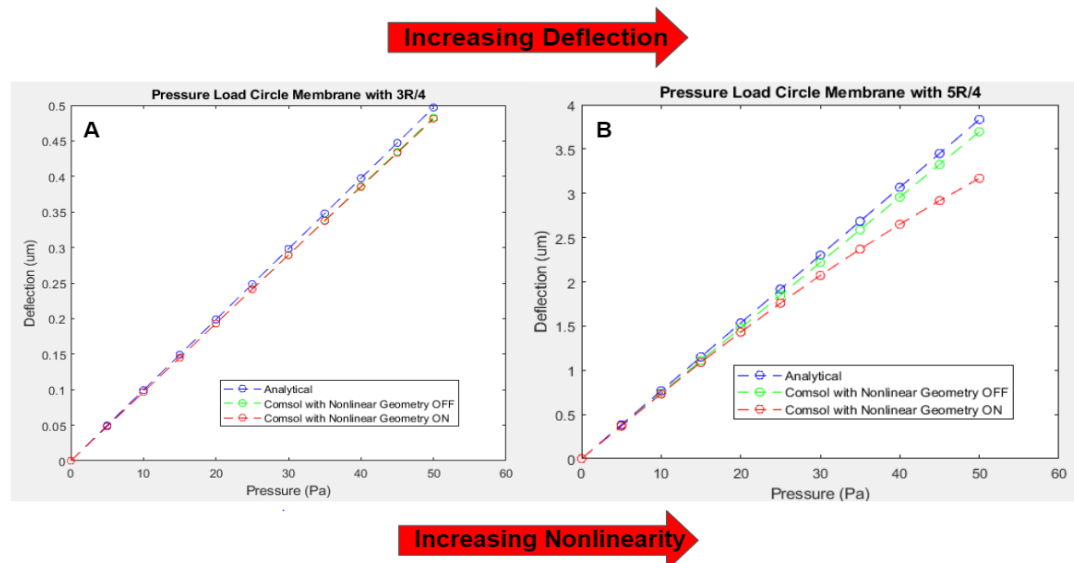 Increasing Deflection
Pressure Load Circle Membrane with 3R/4
A
0.5
0.45
0.4
0.35
0.3
0.25
0.2
0.15
0.1
0.05
0
Deflection (um)
Analytical
Comsol with Nonlinear Geometry OFF
Comsol with Nonlinear Geometry ON
0 10 20 30 40 50 60
Pressure (Pa)
Pressure Load Circle Membrane with 5R/4
B
4
3.5
3
2.5
2
1.5
1
0.5
0
Deflection (um)
Analytical
Comsol with Nonlinear Geometry OFF
Comsol with Nonlinear Geometry ON
0 10 20 30 40 50 60
Pressure (Pa)
Increasing Nonlinearity